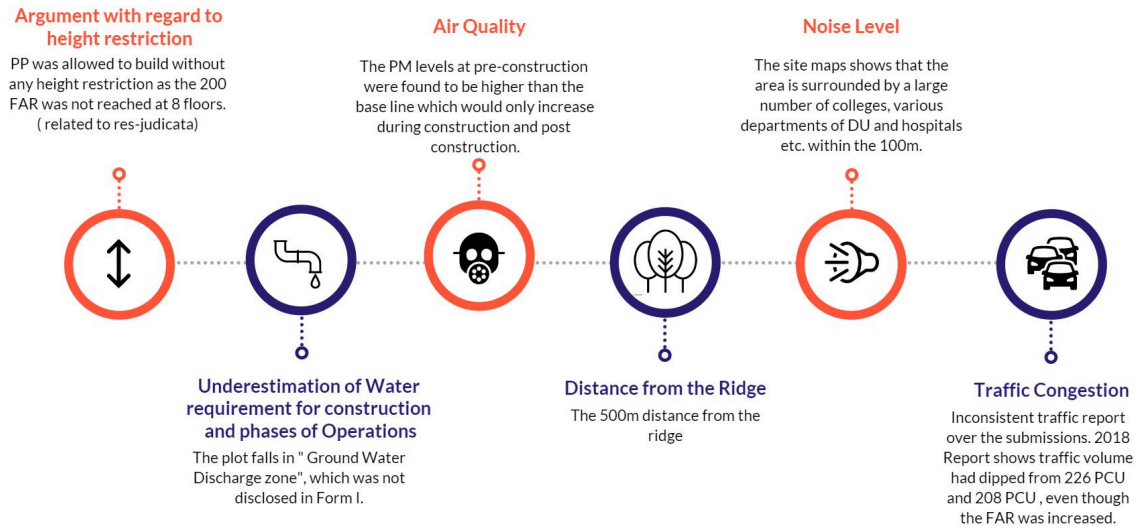 Argument with regard to
height restriction
PP was allowed to build without
any height restriction as the 200
FAR was not reached at 8 floors.
( related to res-judicata)
Air Quality
The PM levels at pre-construction
were found to be higher than the
base line which would only increase
during construction and post
construction.
Noise Level
The site maps shows that the
area is surrounded by a large
number of colleges, various
departments of DU and hospitals
etc. within the 100m.
Underestimation of Water
requirement for construction
and phases of Operations
The plot falls in " Ground Water
Discharge zone", which was not
disclosed in Form I.
Distance from the Ridge
The 500m distance from the
ridge
Traffic Congestion
Inconsistent traffic report
over the submissions. 2018
Report shows traffic volume
had dipped from 226 PCU
and 208 PCU , even though
the FAR was increased.